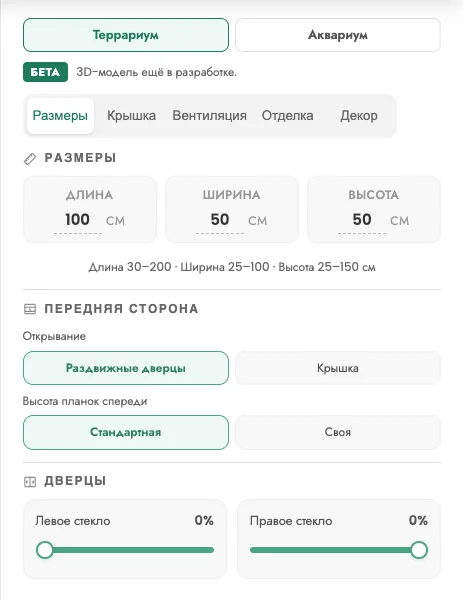 Террариум Аквариум
БЕТА 3D-модель ещё в разработке.
Размеры Крышка Вентиляция Отделка Декор
РАЗМЕРЫ
ДЛИНА ШИРИНА ВЫСОТА
100 СМ 50 СМ 50 СМ
Длина 30–200 · Ширина 25–100 · Высота 25–150 см
ПЕРЕДНЯЯ СТОРОНА
Открывание
Раздвижные дверцы Крышка
Высота планок спереди
Стандартная Своя
ДВЕРЦЫ
Левое стекло 0% Правое стекло 0%